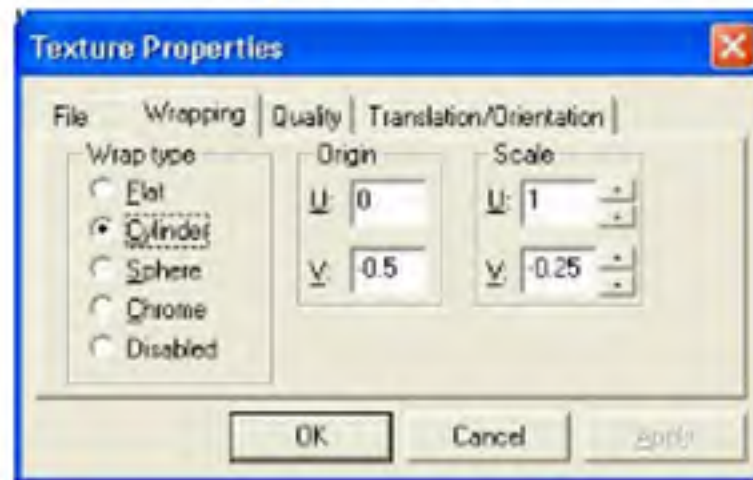 Texture Properties
File Wrapping Quality Translation/Orientation
Wrap type
Flat
Cylinder
Sphere
Chrome
Disabled
Origin
U: 0
V: -0.5
Scale
U: 1
V: -0.25
OK Cancel Apply